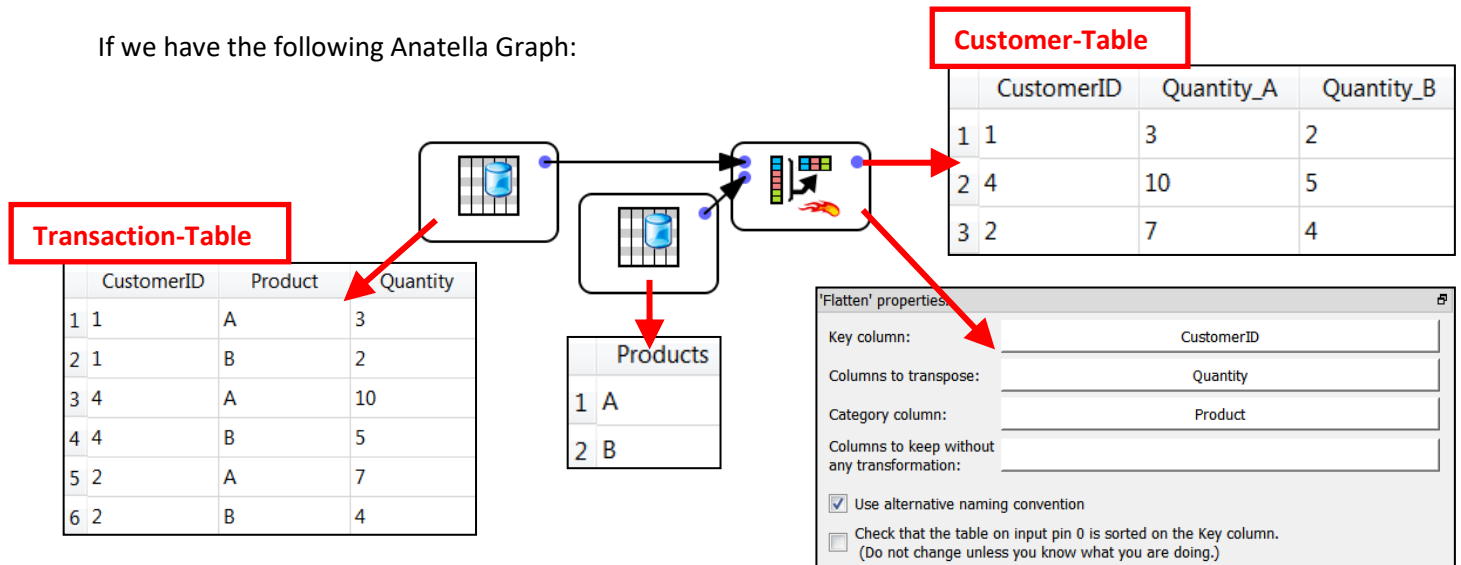 If we have the following Anatella Graph:
Customer-Table
CustomerID Quantity_A Quantity_B
1 1 3 2
2 4 10 5
3 2 7 4
Transaction-Table
CustomerID Product Quantity
1 1 A 3
2 1 B 2
3 4 A 10
4 4 B 5
5 2 A 7
6 2 B 4
Products
1 A
2 B
'Flatten' properties:
Key column: CustomerID
Columns to transpose: Quantity
Category column: Product
Columns to keep without
any transformation:
Use alternative naming convention
Check that the table on input pin 0 is sorted on the Key column.
(Do not change unless you know what you are doing.)